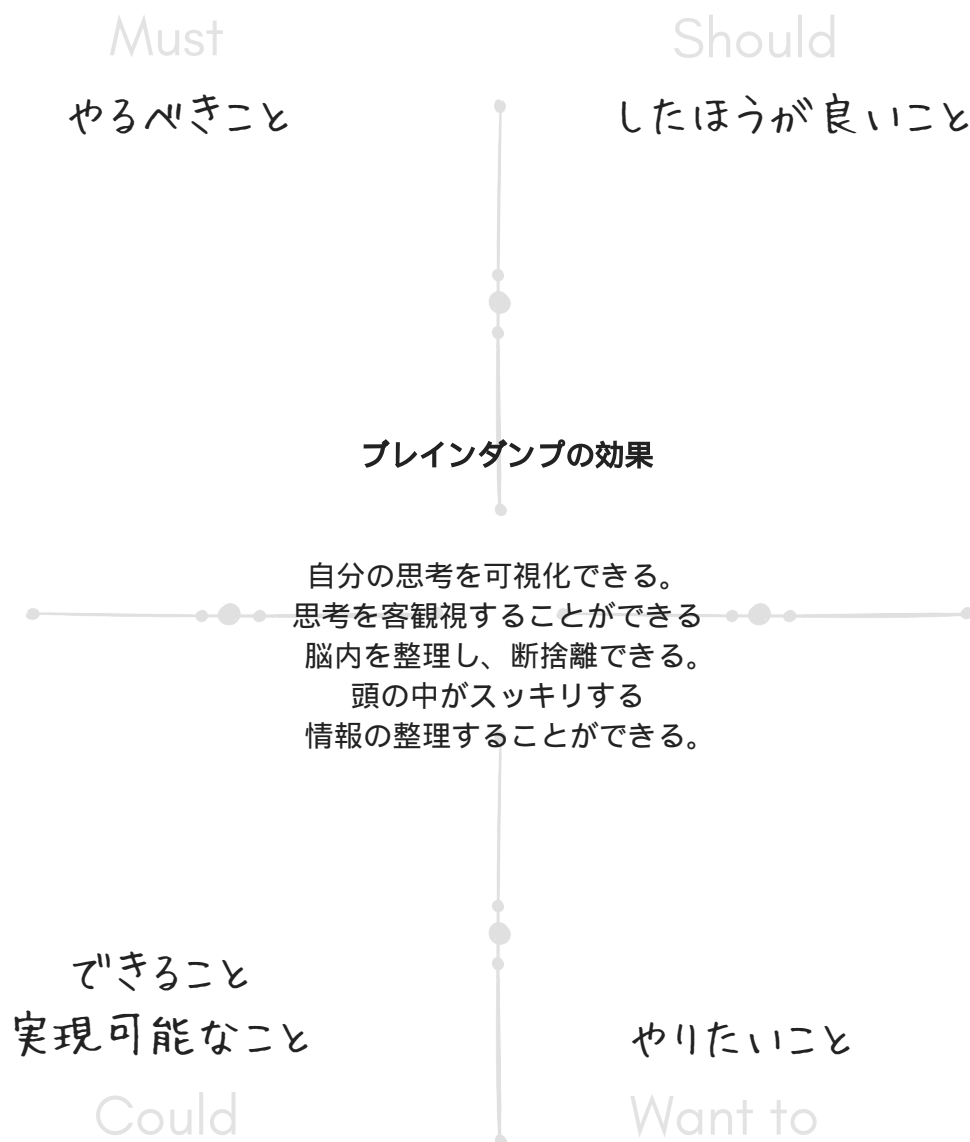 Must
Should
やるべきこと
したほうが良いこと
ブレインダンプの効果
自分の思考を可視化できる。
思考を客観視することができる
脳内を整理し、断捨離できる。
頭の中がスッキリする
情報の整理することができる。
できること
実現可能なこと
やりたいこと
Could
Want to